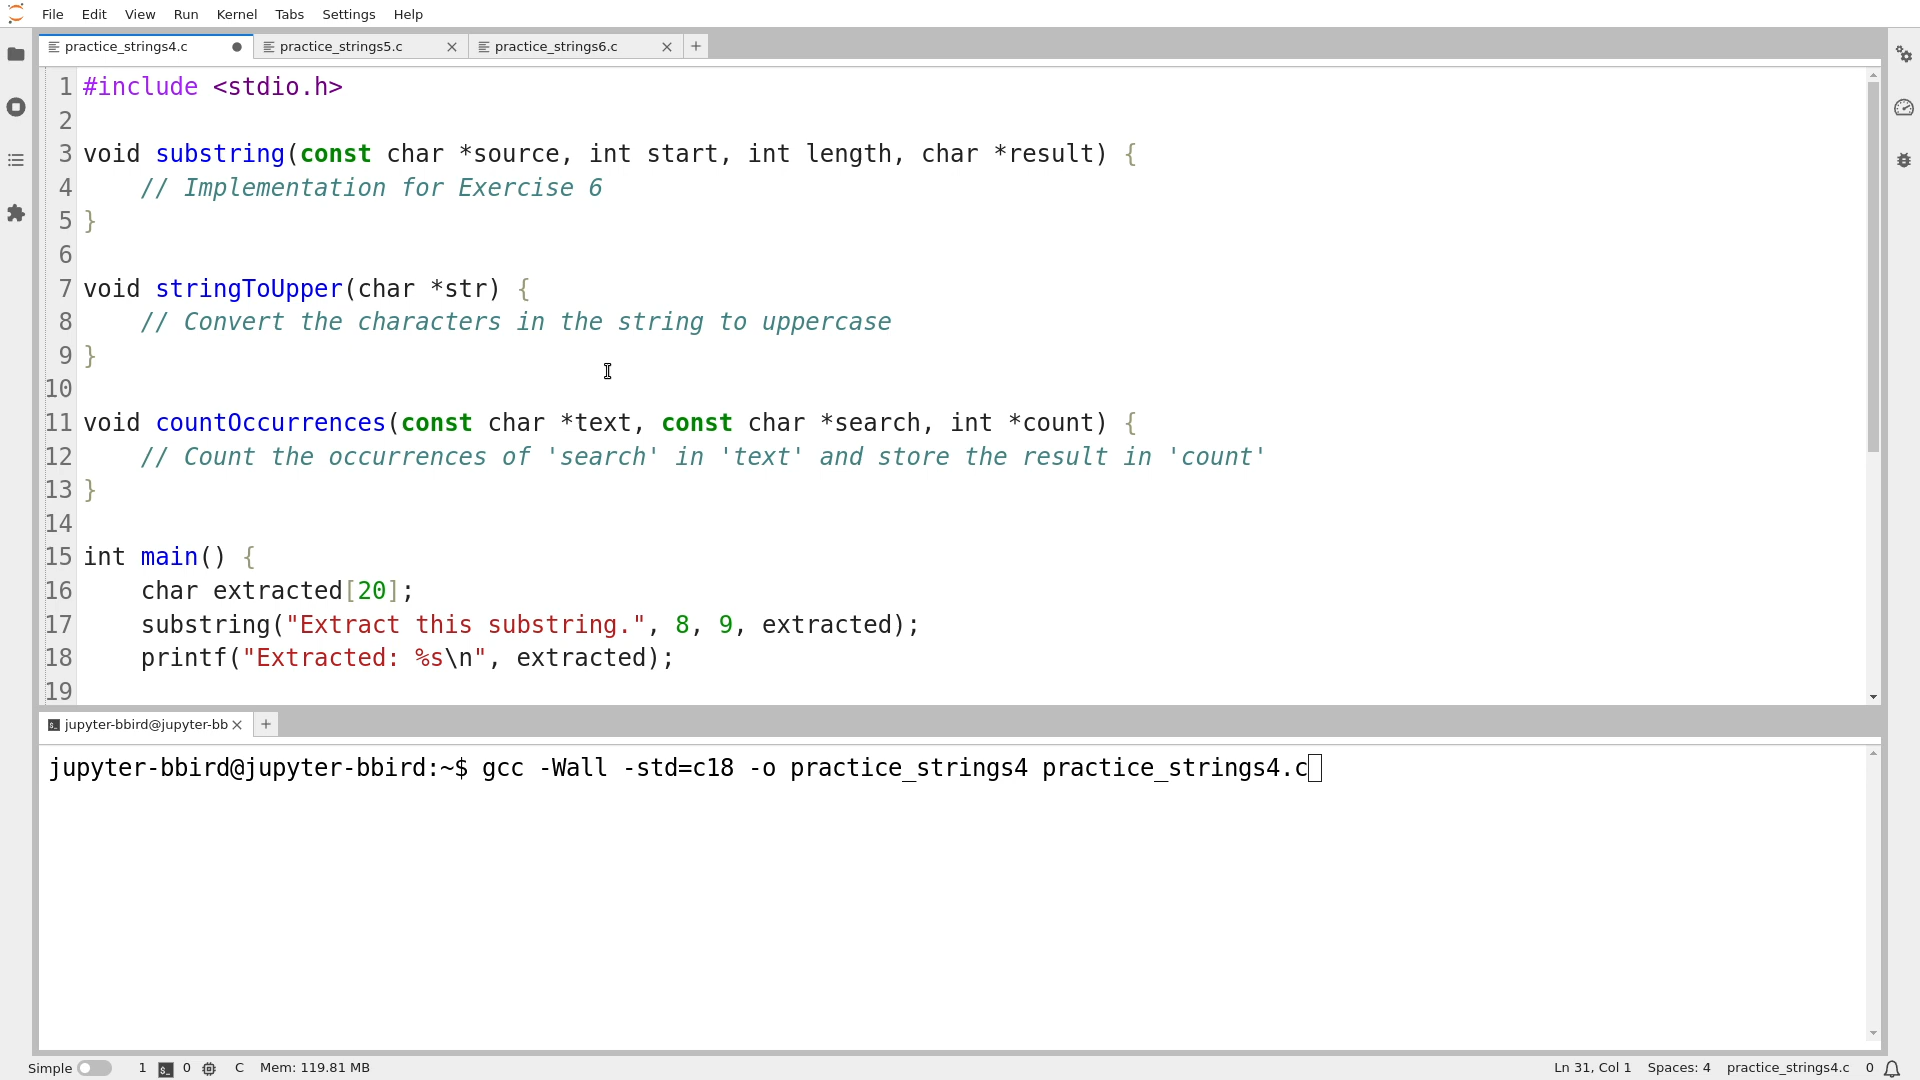 File Edit View Run Kernel Tabs Settings Help
practice_strings4.c practice_strings5.c practice_strings6.c
1 #include <stdio.h>
2
3 void substring(const char *source, int start, int length, char *result) {
4     // Implementation for Exercise 6
5 }
6
7 void stringToUpper(char *str) {
8     // Convert the characters in the string to uppercase
9 }
10
11 void countOccurrences(const char *text, const char *search, int *count) {
12     // Count the occurrences of 'search' in 'text' and store the result in 'count'
13 }
14
15 int main() {
16     char extracted[20];
17     substring("Extract this substring.", 8, 9, extracted);
18     printf("Extracted: %s\n", extracted);
19
jupyter-bbird@jupyter-bb
jupyter-bbird@jupyter-bbird:~$ gcc -Wall -std=c18 -o practice_strings4 practice_strings4.c
Simple 1 0 C Mem: 119.81 MB Ln 31, Col 1 Spaces: 4 practice_strings4.c 0